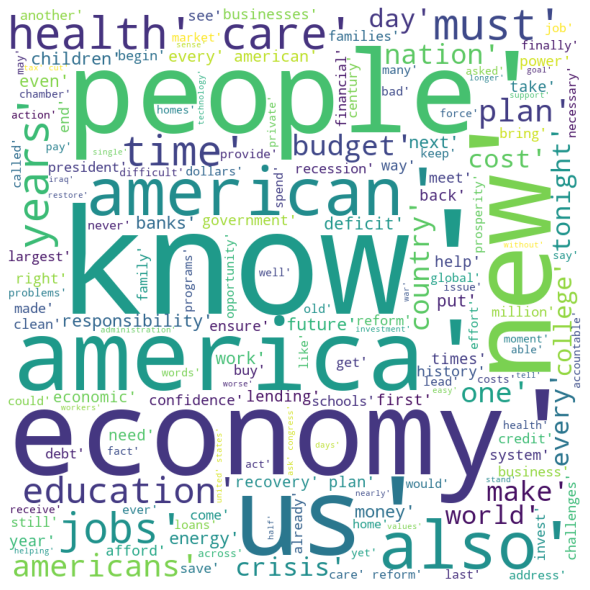 another' see' businesses'
health' care' day' must'
market' families' job'
sense' children' begin' every' american' nation' power' finally'
may' even' financial' century' many' asked' goal'
people' bad' longer'
chamber' end' homes' technology' private' plan' take' support' necessary'
action' single' force' bring'
called' pay' time' budget' next' cost'
president' provide' recession' way'
iraq' difficult' dollars' spend' meet' keep'
restore' american' back' prosperity' tonight'
years' never' banks' government' deficit' country' new' without'
largest' family' programs' opportunity' well' help' say'
right' know' war' global' issue' put' college'
problems' old' effort' million'
made' ensure' future' reform' moment'
clean' responsibility' like' times' able' accountable'
administration' investment' history'
words' work' get' lead' costs' tell'
worse' buy' america' one' every'
could' economic' confidence' lending' schools' first' easy'
workers' economy' health'
debt' fact' need' act' credit' system'
united' states' ask' congress' days' would' business' stand'
receive' ever' education' recovery' plan' nearly' make' challenges'
still' come' us' already' money' world' invest'
year' jobs' loans' energy' half' home' also'
helping' afford' across' values' yet'
americans' save' crisis' care' reform' last' address'